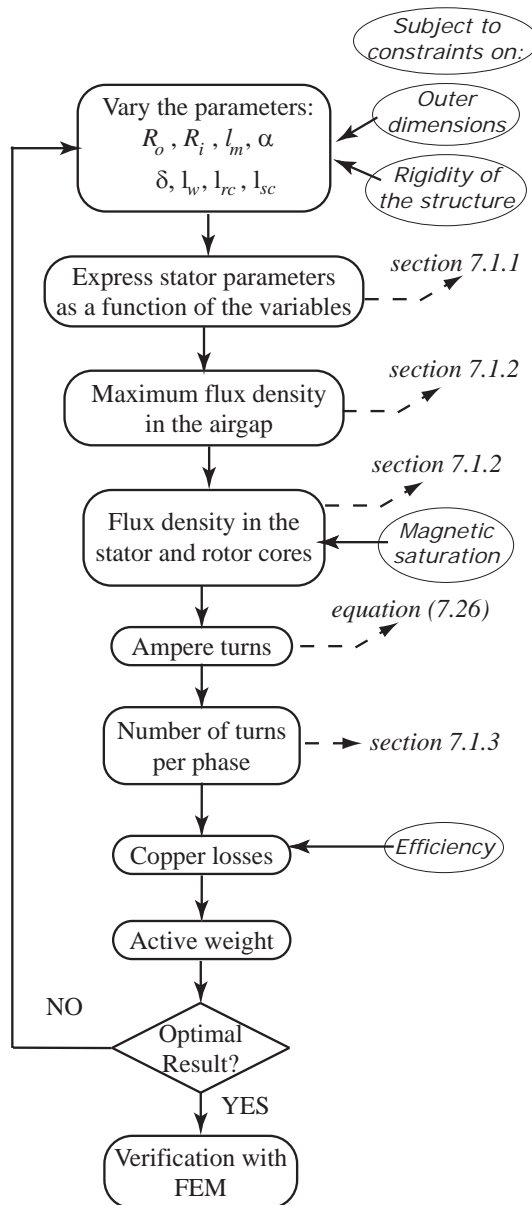 Subject to
constraints on:
Vary the parameters:
R_o , R_i , l_m, α
δ, l_w, l_rc, l_sc
Outer
dimensions
Rigidity of
the structure
Express stator parameters
as a function of the variables
section 7.1.1
Maximum flux density
in the airgap
section 7.1.2
section 7.1.2
Flux density in the
stator and rotor cores
Magnetic
saturation
equation (7.26)
Ampere turns
Number of turns
per phase
section 7.1.3
Copper losses
Efficiency
Active weight
NO
Optimal
Result?
YES
Verification with
FEM